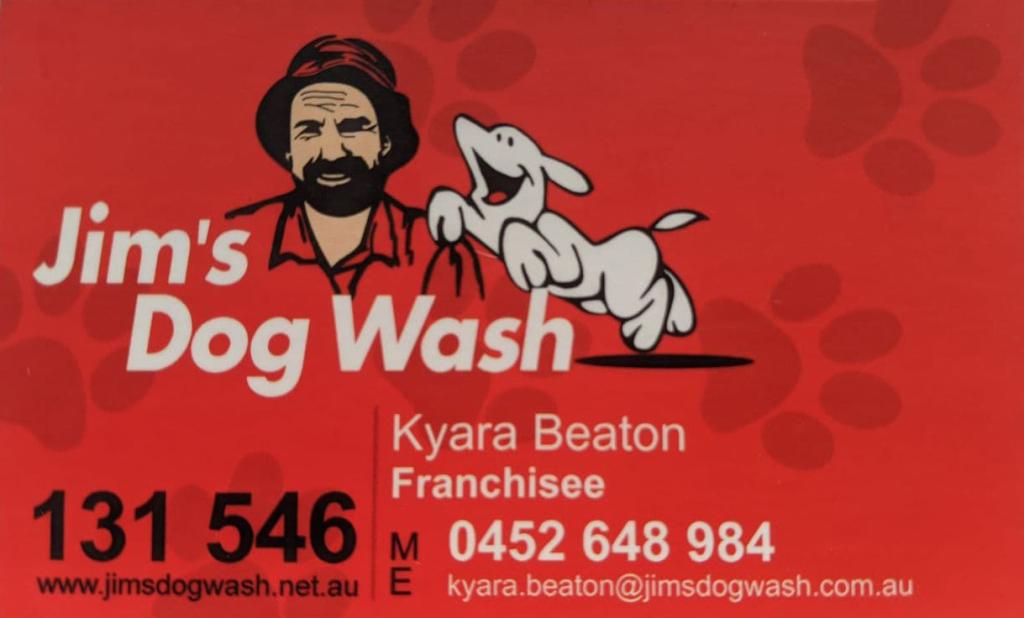 Jim's
Dog Wash
131 546
www.jimsdogwash.net.au
Kyara Beaton
Franchisee
M 0452 648 984
E kyara.beaton@jimsdogwash.com.au